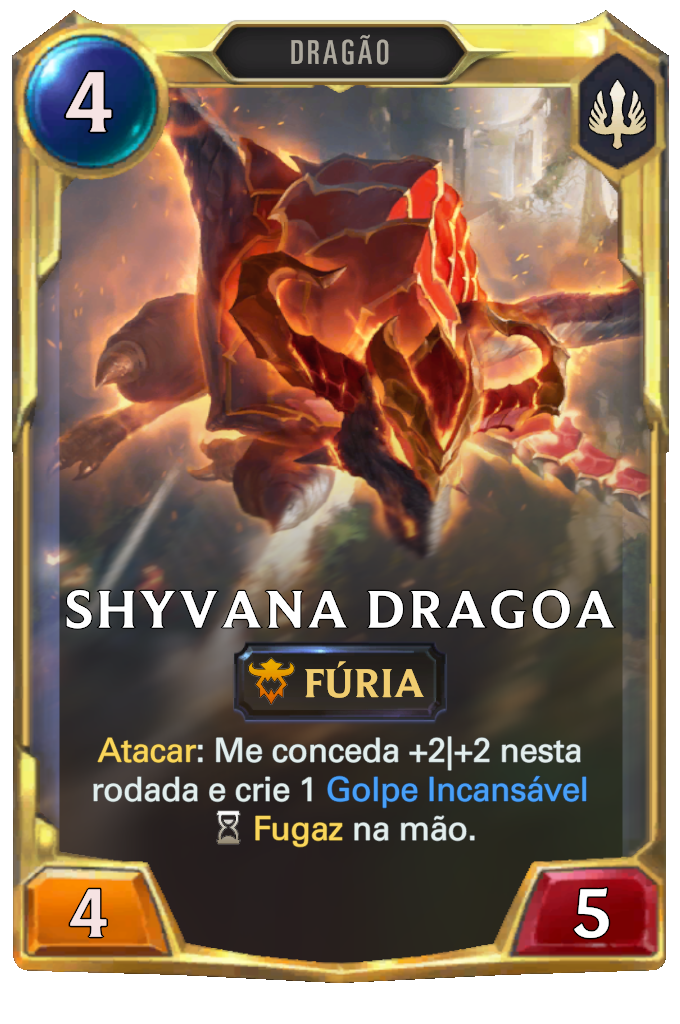 DRAGÃO
4
SHYVANA DRAGOA
FÚRIA
Atacar: Me conceda +2|+2 nesta
rodada e crie 1 Golpe Incansável
Fugaz na mão.
4
5